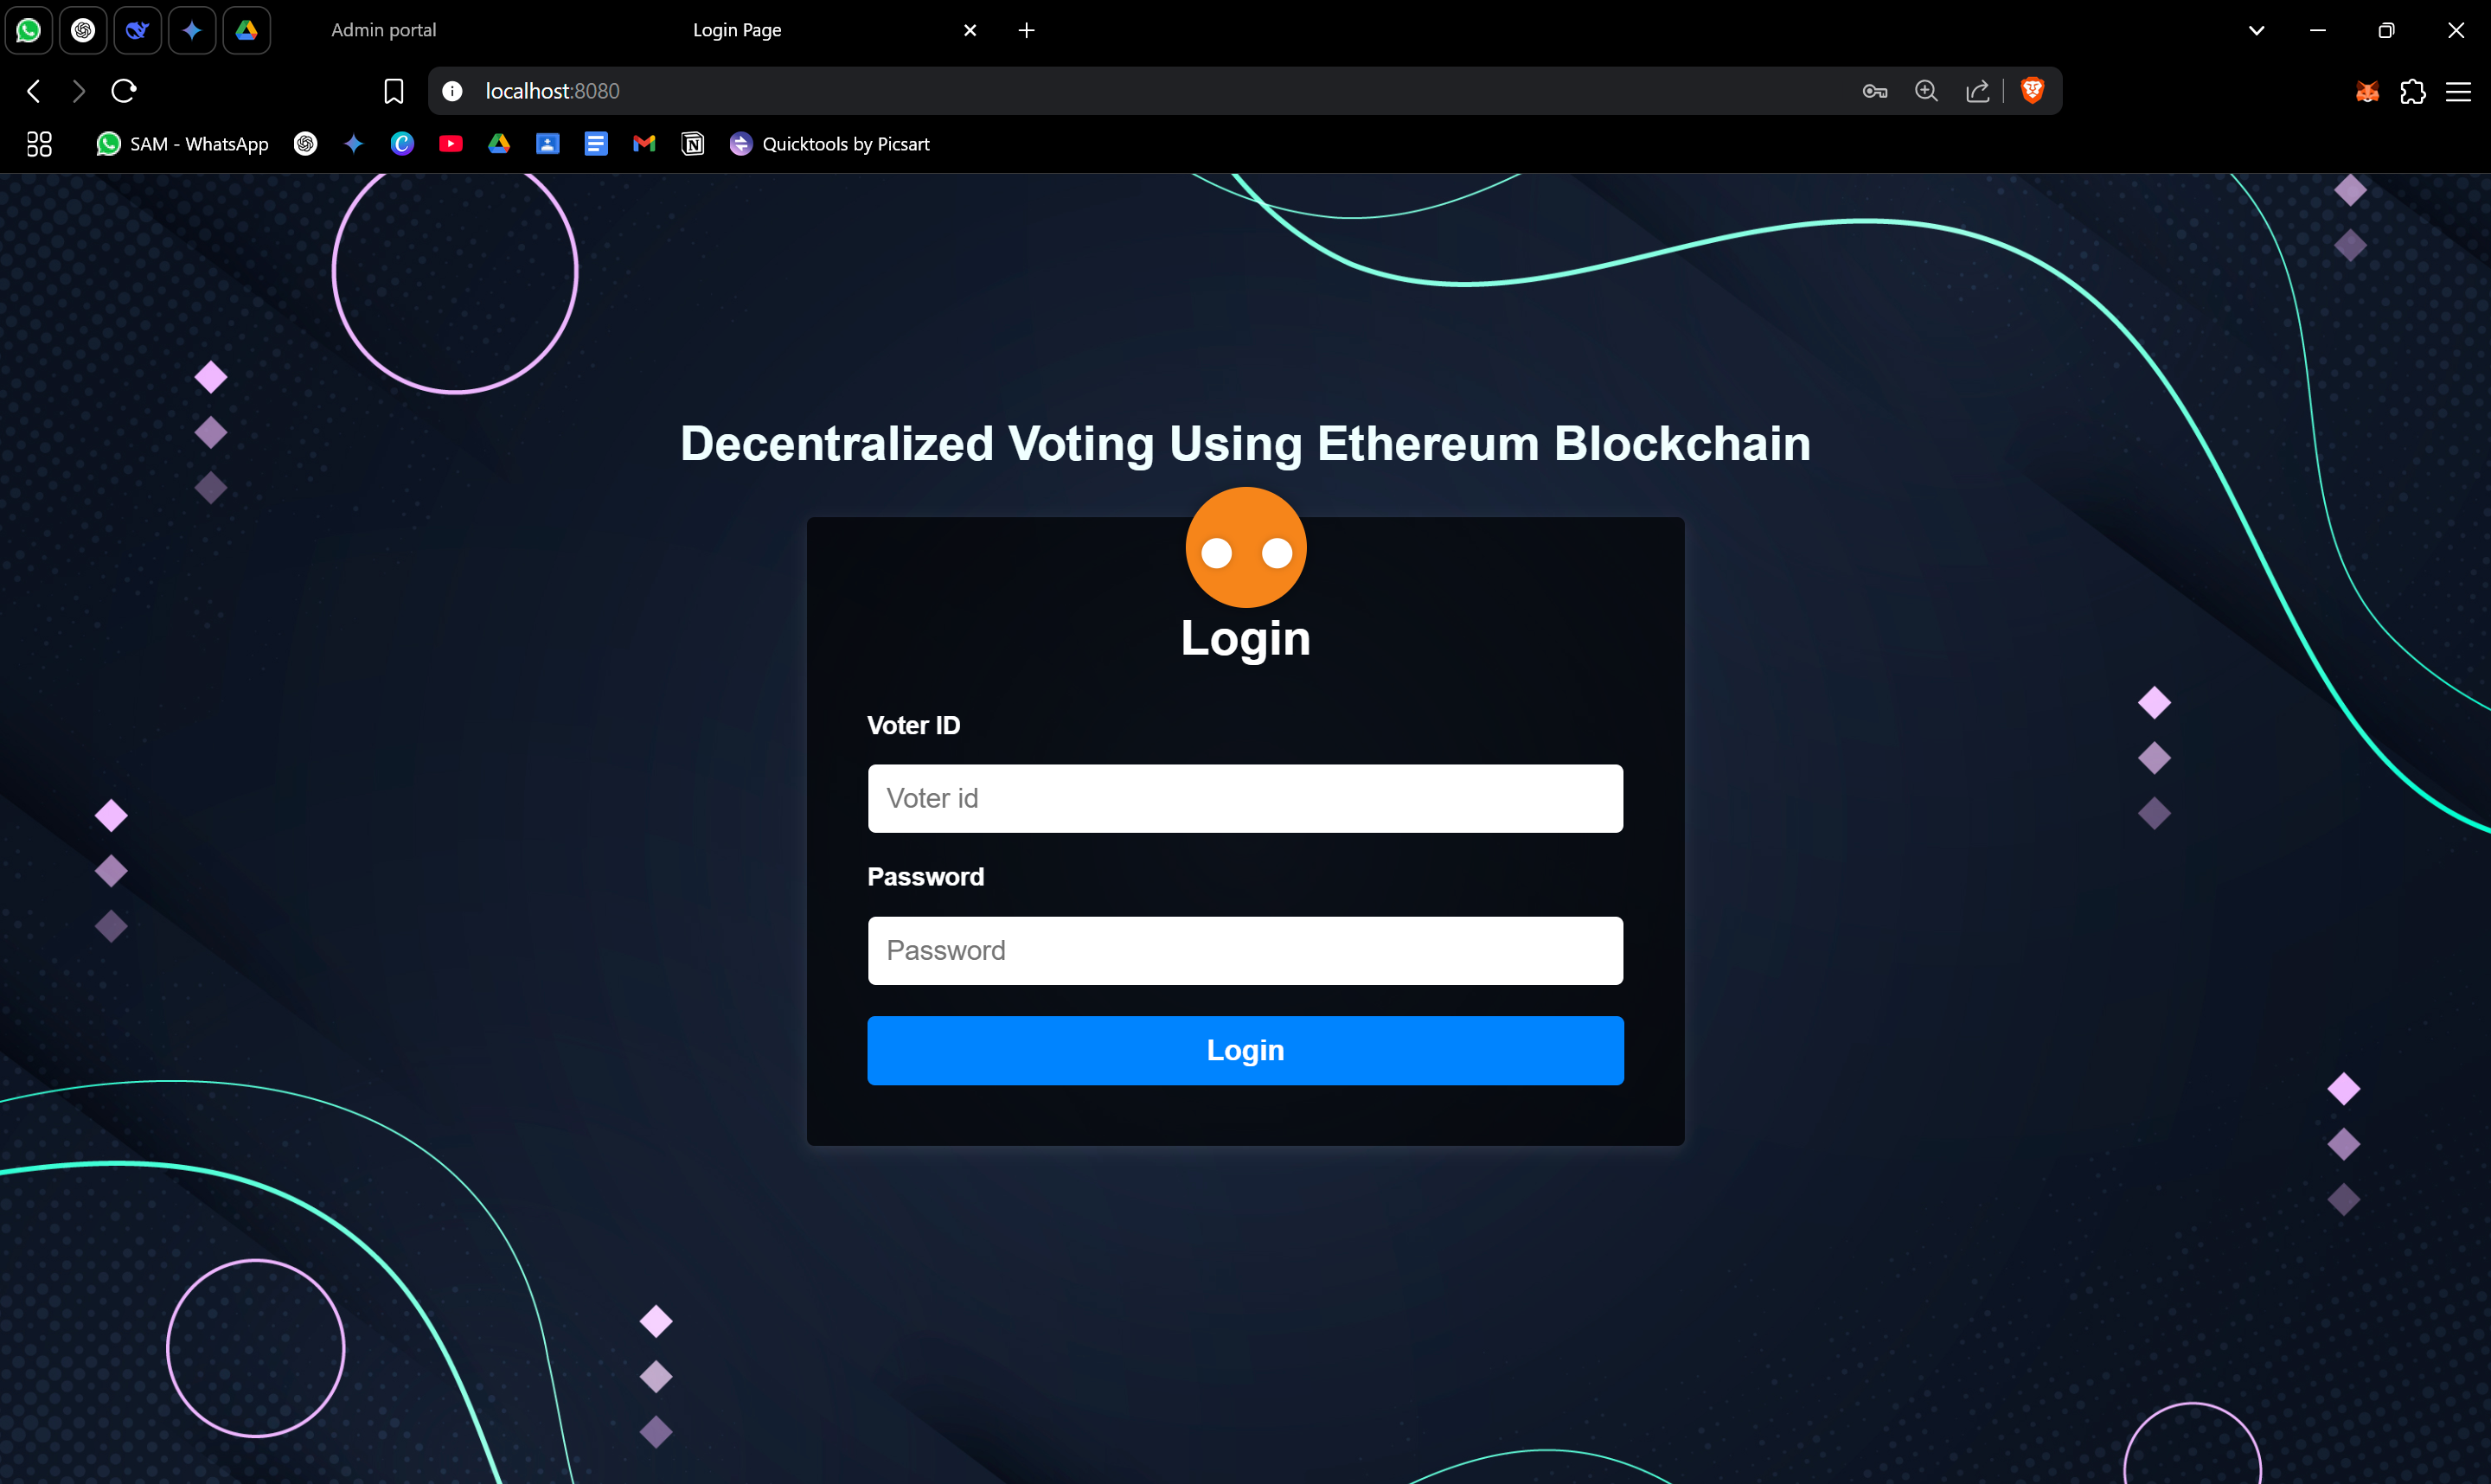 Admin portal
Login Page
localhost:8080
SAM - WhatsApp
Quicktools by Picsart
Decentralized Voting Using Ethereum Blockchain
Login
Voter ID
Voter id
Password
Password
Login